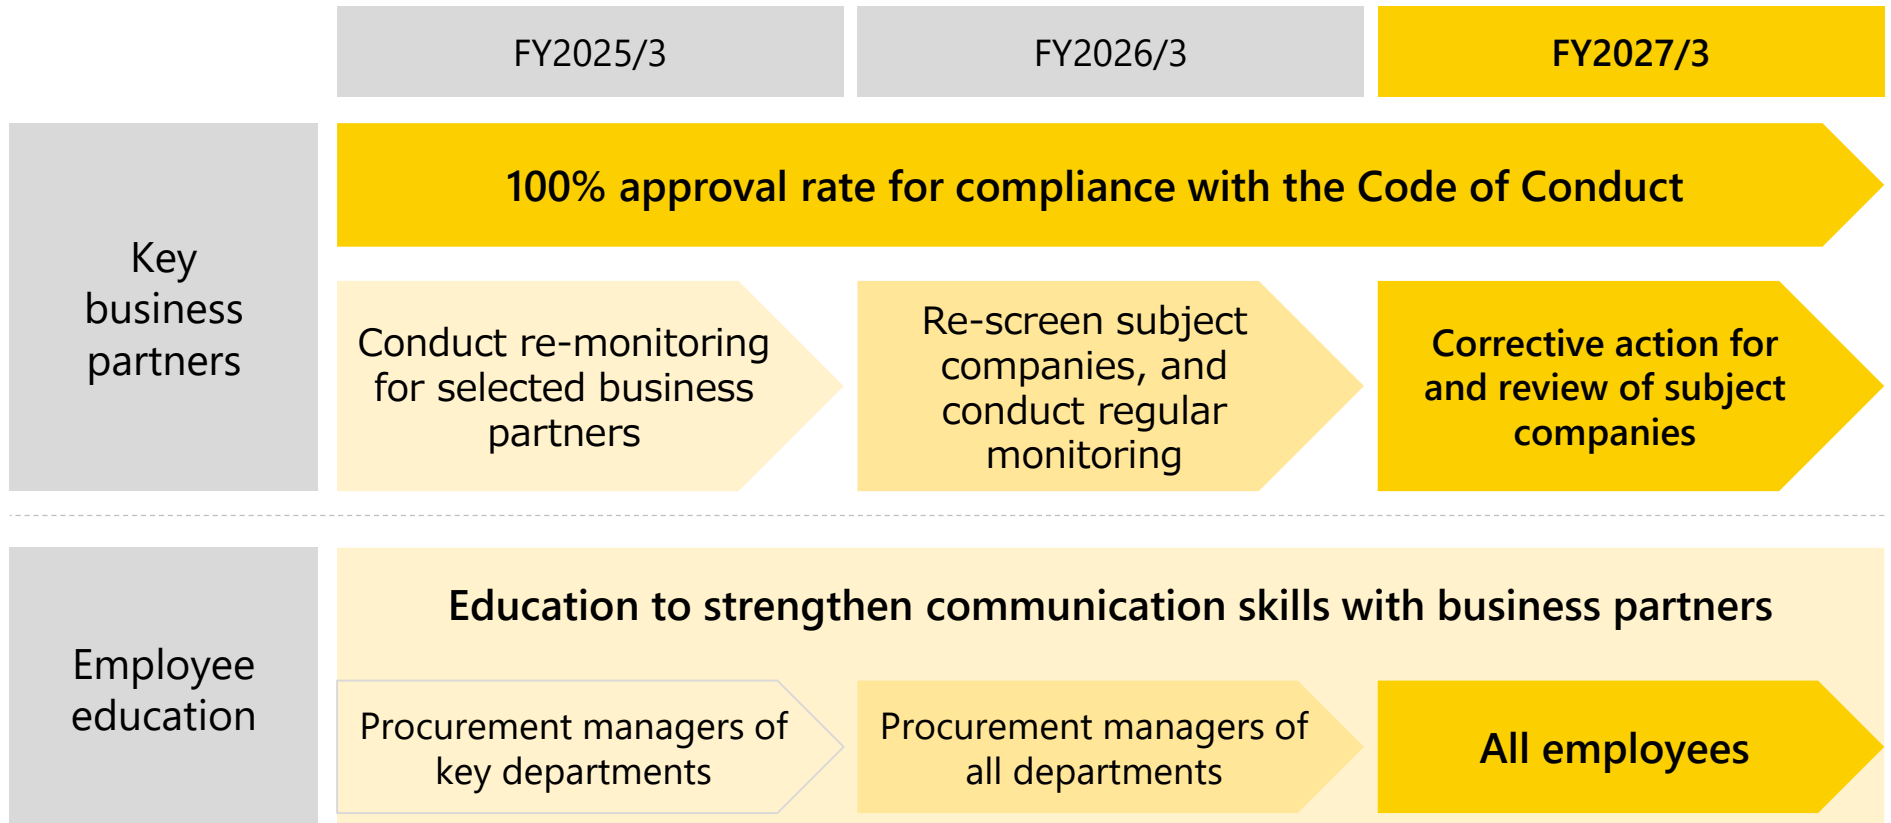 FY2025/3
FY2026/3
FY2027/3
Key
business
partners
100% approval rate for compliance with the Code of Conduct
Conduct re-monitoring
for selected business
partners
Re-screen subject
companies, and
conduct regular
monitoring
Corrective action for
and review of subject
companies
Employee
education
Education to strengthen communication skills with business partners
Procurement managers of
key departments
Procurement managers of
all departments
All employees